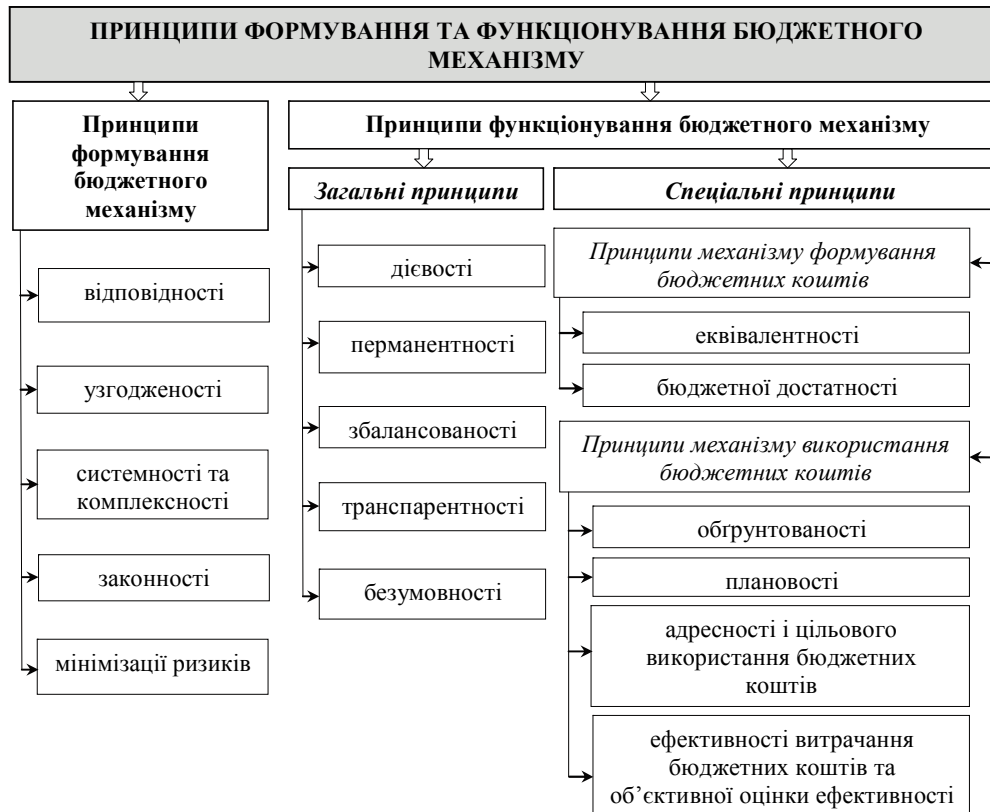 ПРИНЦИПИ ФОРМУВАННЯ ТА ФУНКЦІОНУВАННЯ БЮДЖЕТНОГО
МЕХАНІЗМУ
Принципи
формування
бюджетного
механізму
відповідності
узгодженості
системності та
комплексності
законності
мінімізації ризиків
Принципи функціонування бюджетного механізму
Загальні принципи
дієвості
перманентності
збалансованості
транспарентності
безумовності
Спеціальні принципи
Принципи механізму формування
бюджетних коштів
еквівалентності
бюджетної достатності
Принципи механізму використання
бюджетних коштів
обґрунтованості
плановості
адресності і цільового
використання бюджетних
коштів
ефективності витрачання
бюджетних коштів та
об’єктивної оцінки ефективності